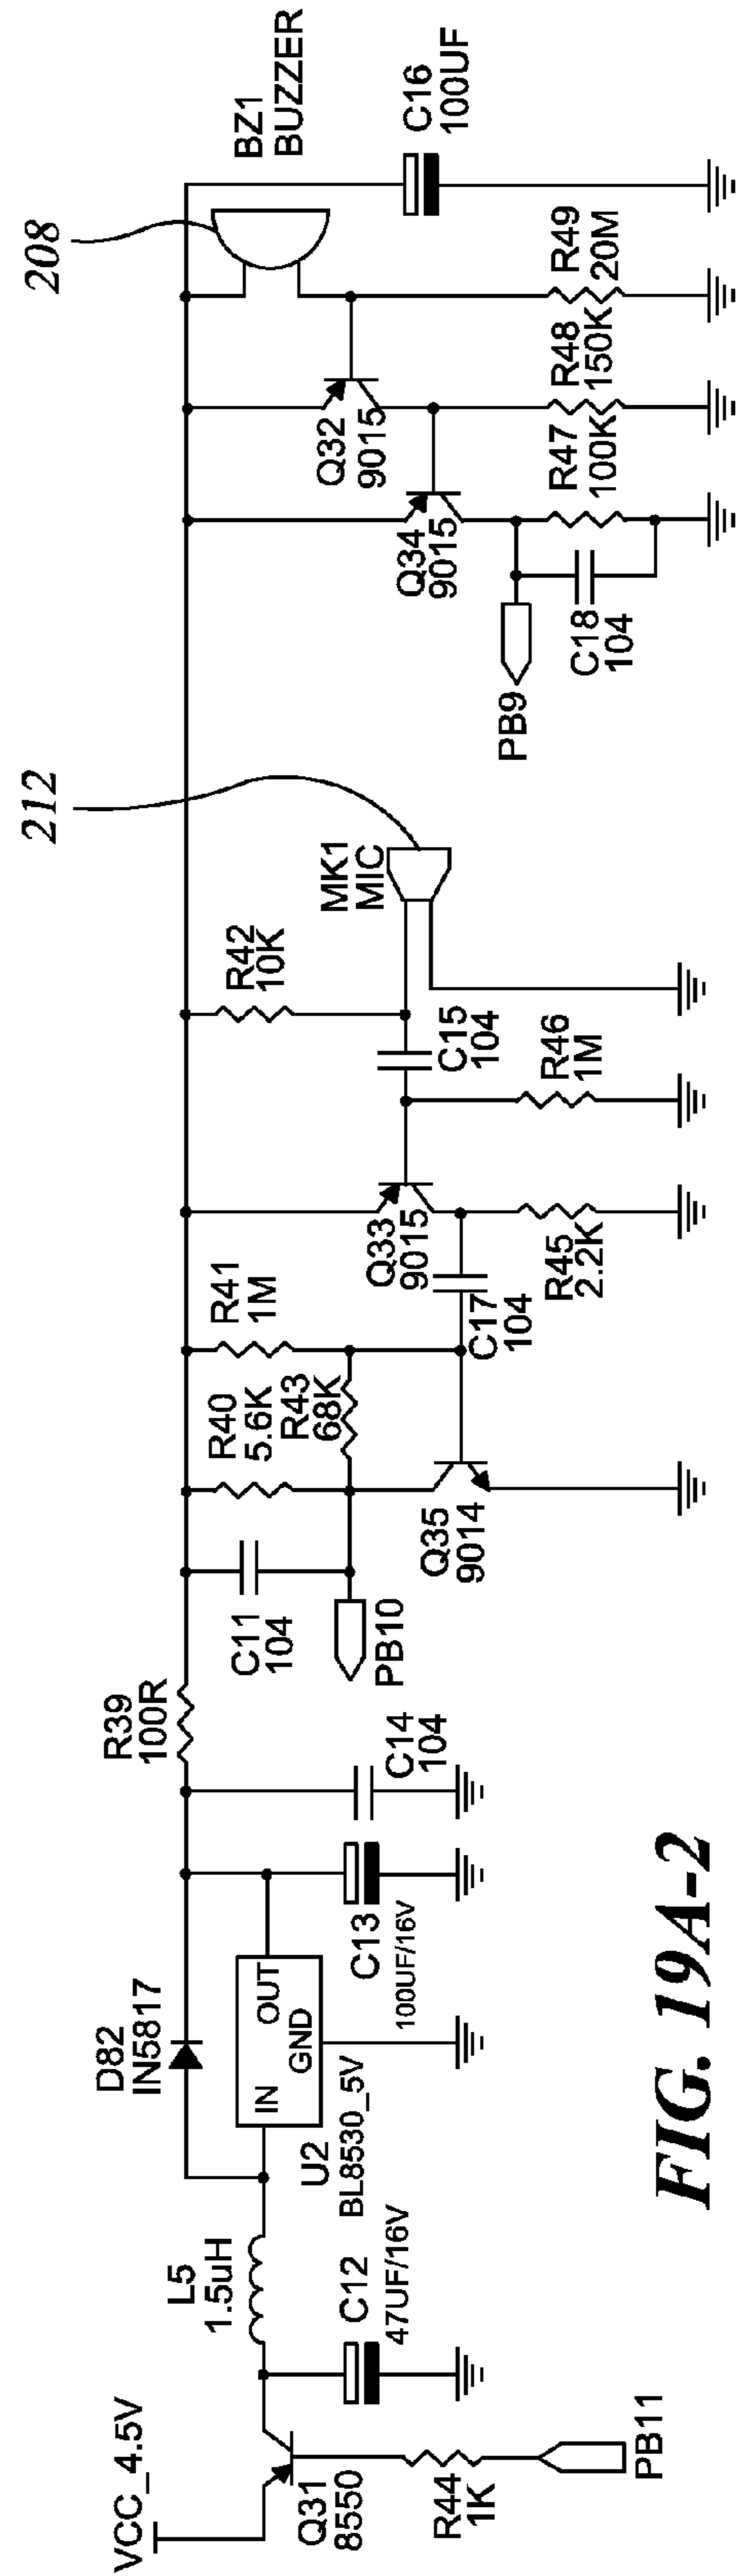 VCC_4.5V
Q31
8550
R44
1K
PB11
L5
1.5uH
C12
47UF/16V
D82
IN5817
IN
OUT
GND
U2
BL8530_5V
C13
100UF/16V
C14
104
R39
100R
C11
104
PB10
R40
5.6K
R41
1M
R43
68K
Q35
9014
C17
104
Q33
9015
R45
2.2K
R42
10K
C15
104
R46
1M
MK1
MIC
212
PB9
C18
104
Q34
9015
R47
100K
Q32
9015
R48
150K
R49
20M
208
BZ1
BUZZER
C16
100UF
FIG. 19A-2